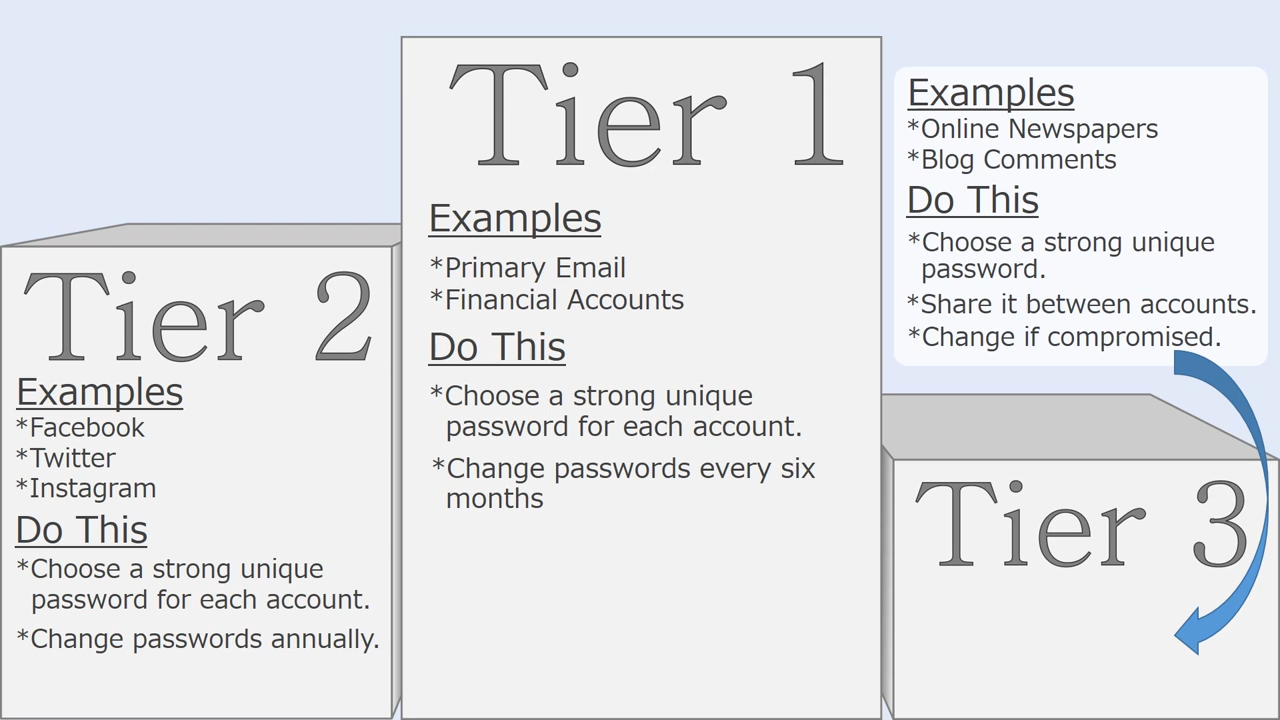 Tier 2
Examples
*Facebook
*Twitter
*Instagram
Do This
*Choose a strong unique
password for each account.
*Change passwords annually.
Tier 1
Examples
*Primary Email
*Financial Accounts
Do This
*Choose a strong unique
password for each account.
*Change passwords every six
months
Examples
*Online Newspapers
*Blog Comments
Do This
*Choose a strong unique
password.
*Share it between accounts.
*Change if compromised.
Tier 3